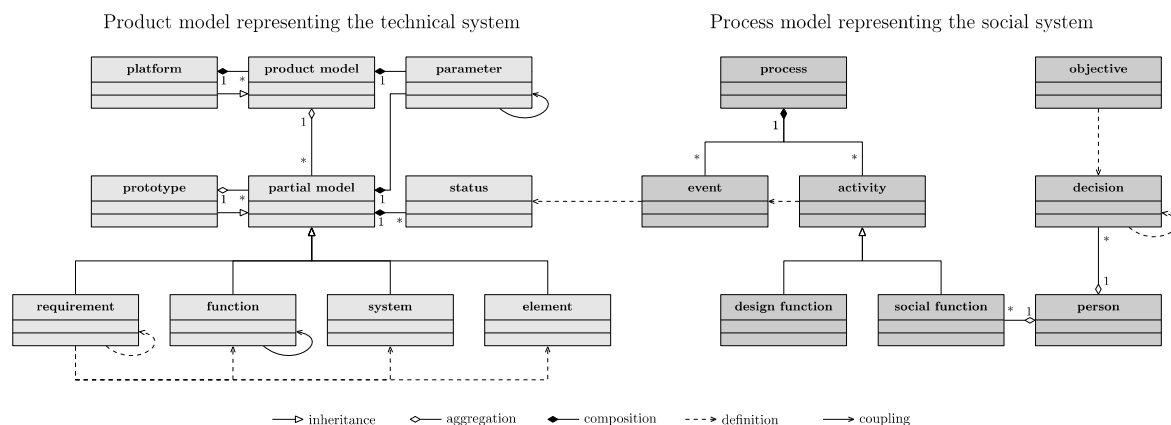 Product model representing the technical system
Process model representing the social system
platform
product model
parameter
process
objective
1
*
1
1
*
1
*
*
prototype
partial model
status
event
activity
decision
1
*
1
1
*
*
1
requirement
function
system
element
design function
social function
person
*
1
inheritance
aggregation
composition
definition
coupling